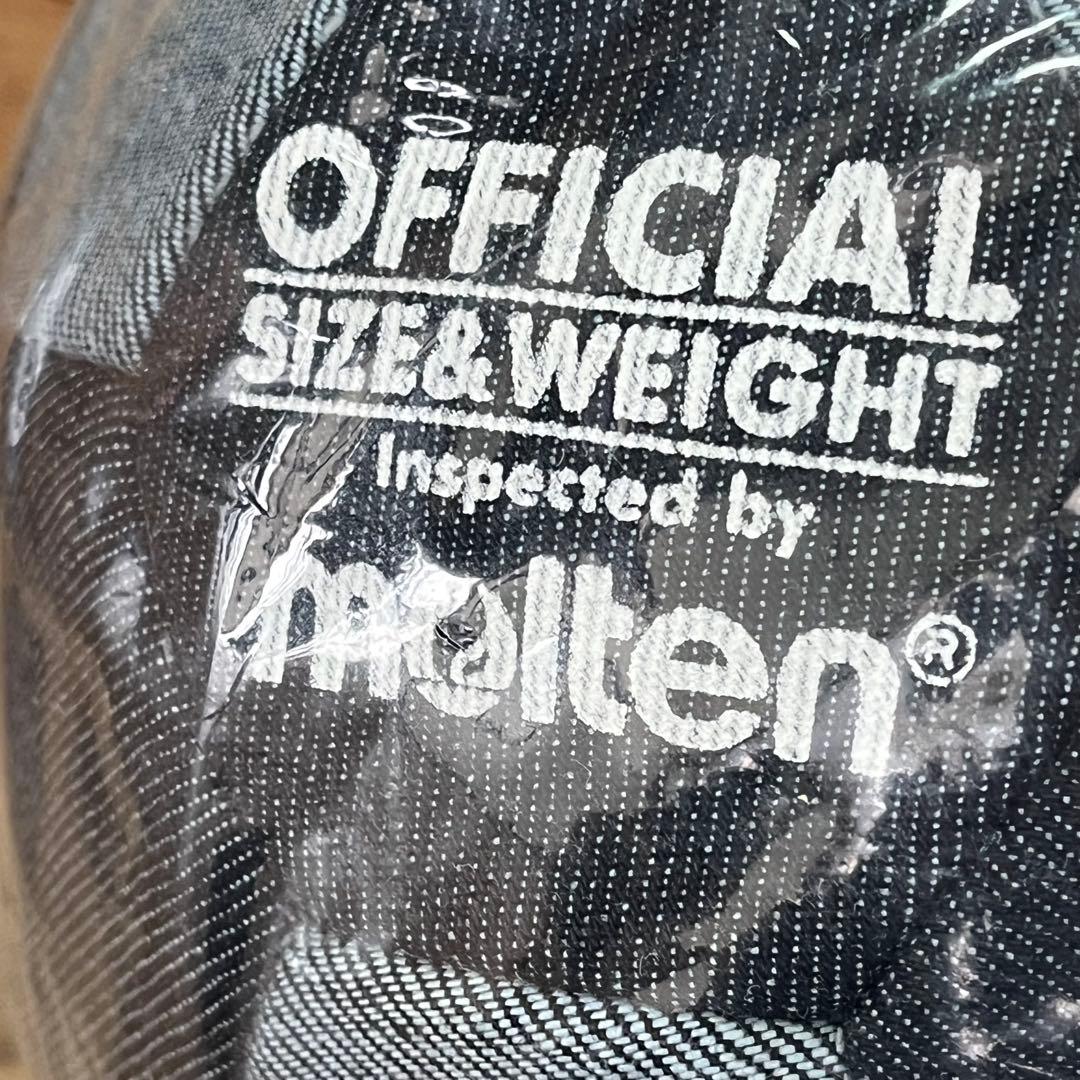 OFFICIAL
SIZE&WEIGHT
Inspected by
molten®